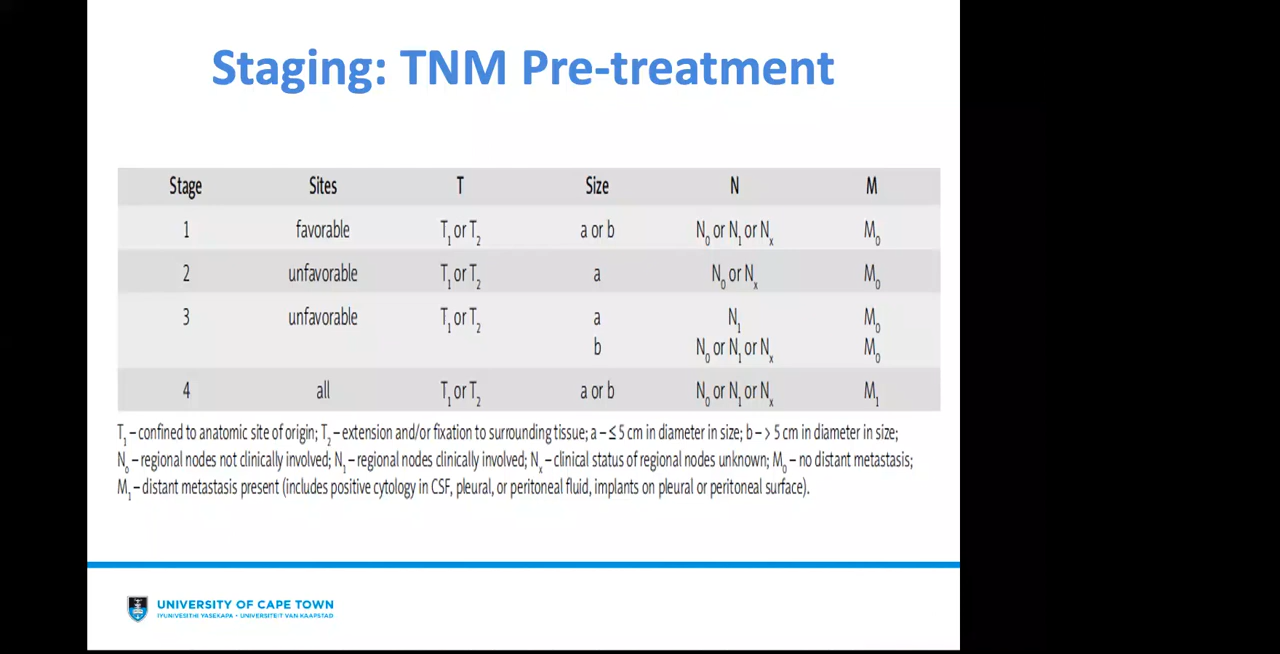 Staging: TNM Pre-treatment
Stage Sites T Size N M
1 favorable T1 or T2 a or b N0 or N1 or Nx M0
2 unfavorable T1 or T2 a N0 or Nx M0
3 unfavorable T1 or T2 a N1 M0
b N0 or N1 or Nx M0
4 all T1 or T2 a or b N0 or N1 or Nx M1
T1 – confined to anatomic site of origin; T2 – extension and/or fixation to surrounding tissue; a – ≤ 5 cm in diameter in size; b – > 5 cm in diameter in size;
N0 – regional nodes not clinically involved; N1 – regional nodes clinically involved; Nx – clinical status of regional nodes unknown; M0 – no distant metastasis;
M1 – distant metastasis present (includes positive cytology in CSF, pleural, or peritoneal fluid, implants on pleural or peritoneal surface).
UNIVERSITY OF CAPE TOWN
IYUNIVESITHI YASEKAPA • UNIVERSITEIT VAN KAAPSTAD